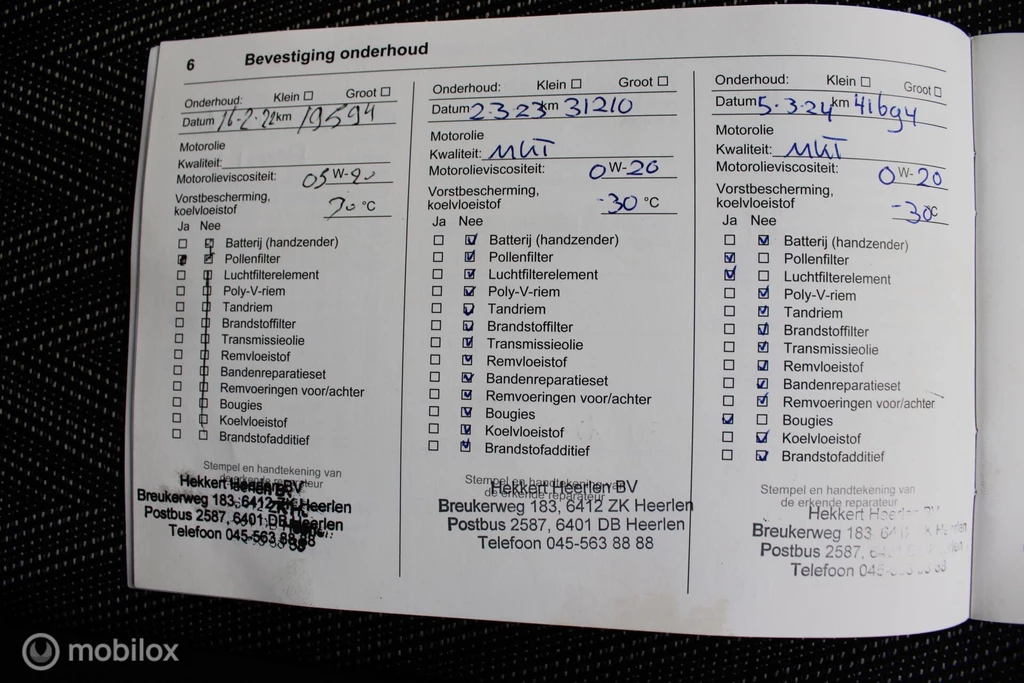 6 Bevestiging onderhoud
Onderhoud: Klein Groot
Datum 16-2-22 km 19594
Motorolie
Kwaliteit:
Motorolieviscositeit: 05 W-20
Vorstbescherming,
koelvloeistof 30 °C
Ja Nee
Batterij (handzender)
Pollenfilter
Luchtfilterelement
Poly-V-riem
Tandriem
Brandstoffilter
Transmissieolie
Remvloeistof
Bandenreparatieset
Remvoeringen voor/achter
Bougies
Koelvloeistof
Brandstofadditief
Stempel en handtekening van
de erkende reparateur
Hekkert Heerlen BV
Breukerweg 183, 6412 ZK Heerlen
Postbus 2587, 6401 DB Heerlen
Telefoon 045-563 88 88
Onderhoud: Klein Groot
Datum 2-3-23 km 31210
Motorolie
Kwaliteit:
Motorolieviscositeit: 0 W-20
Vorstbescherming,
koelvloeistof -30 °C
Ja Nee
Batterij (handzender)
Pollenfilter
Luchtfilterelement
Poly-V-riem
Tandriem
Brandstoffilter
Transmissieolie
Remvloeistof
Bandenreparatieset
Remvoeringen voor/achter
Bougies
Koelvloeistof
Brandstofadditief
Stempel en handtekening van
de erkende reparateur
Hekkert Heerlen BV
Breukerweg 183, 6412 ZK Heerlen
Postbus 2587, 6401 DB Heerlen
Telefoon 045-563 88 88
Onderhoud: Klein Groot
Datum 5-3-24 km 41694
Motorolie
Kwaliteit:
Motorolieviscositeit: 0 W-20
Vorstbescherming,
koelvloeistof -30 °C
Ja Nee
Batterij (handzender)
Pollenfilter
Luchtfilterelement
Poly-V-riem
Tandriem
Brandstoffilter
Transmissieolie
Remvloeistof
Bandenreparatieset
Remvoeringen voor/achter
Bougies
Koelvloeistof
Brandstofadditief
Stempel en handtekening van
de erkende reparateur
Hekkert
Breukerweg 183
Postbus 2587,
Telefoon
mobilox